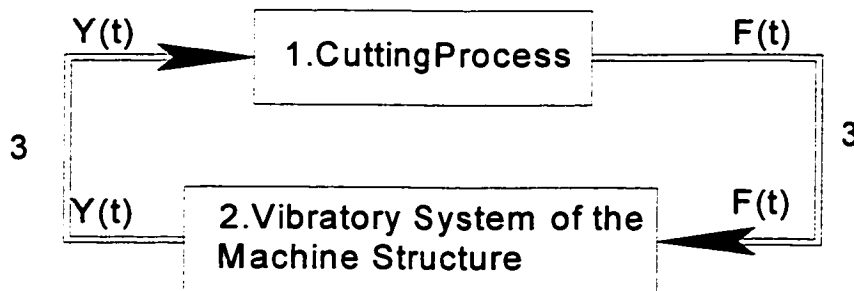 Y(t)
1.CuttingProcess
F(t)
3
3
Y(t)
2.Vibratory System of the
Machine Structure
F(t)